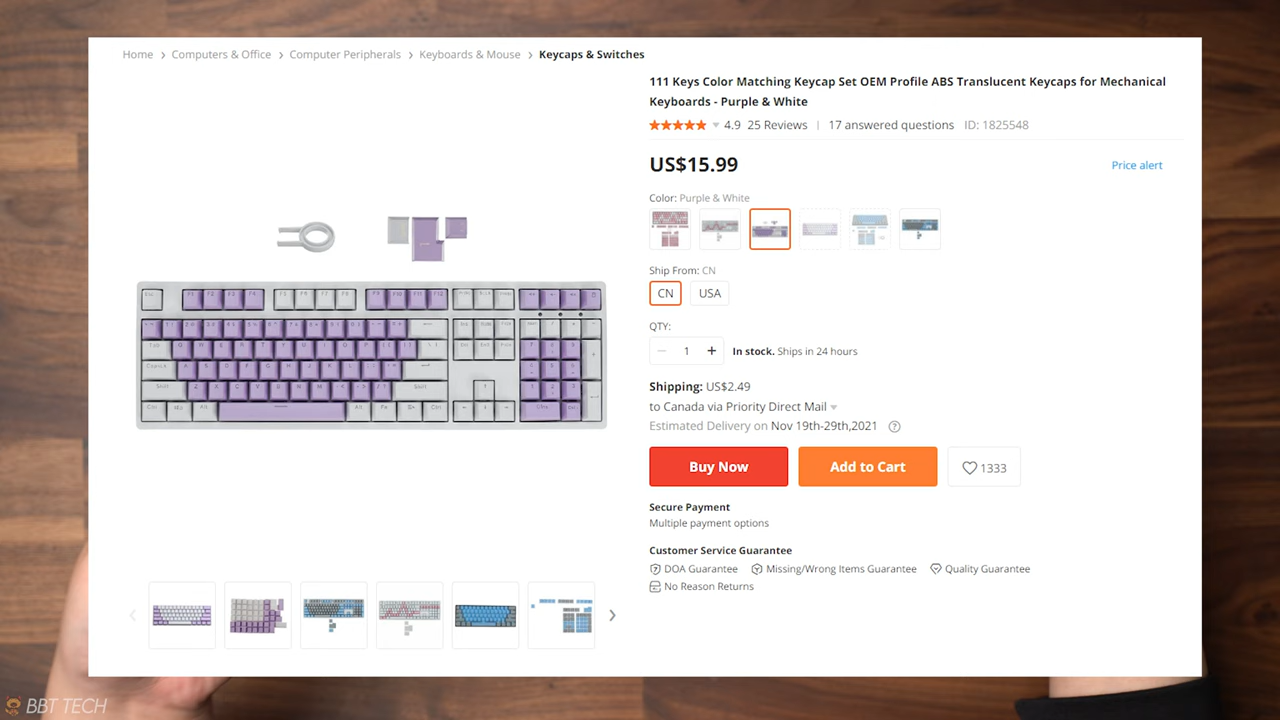 Home > Computers & Office > Computer Peripherals > Keyboards & Mouse > Keycaps & Switches
111 Keys Color Matching Keycap Set OEM Profile ABS Translucent Keycaps for Mechanical
Keyboards - Purple & White
4.9 25 Reviews | 17 answered questions ID: 1825548
US$15.99
Price alert
Color: Purple & White
Ship From: CN
CN USA
QTY:
1
In stock. Ships in 24 hours
Shipping: US$2.49
to Canada via Priority Direct Mail
Estimated Delivery on Nov 19th-29th,2021 ?
Buy Now Add to Cart 1333
Secure Payment
Multiple payment options
Customer Service Guarantee
DOA Guarantee Missing/Wrong Items Guarantee Quality Guarantee
No Reason Returns
BBT TECH